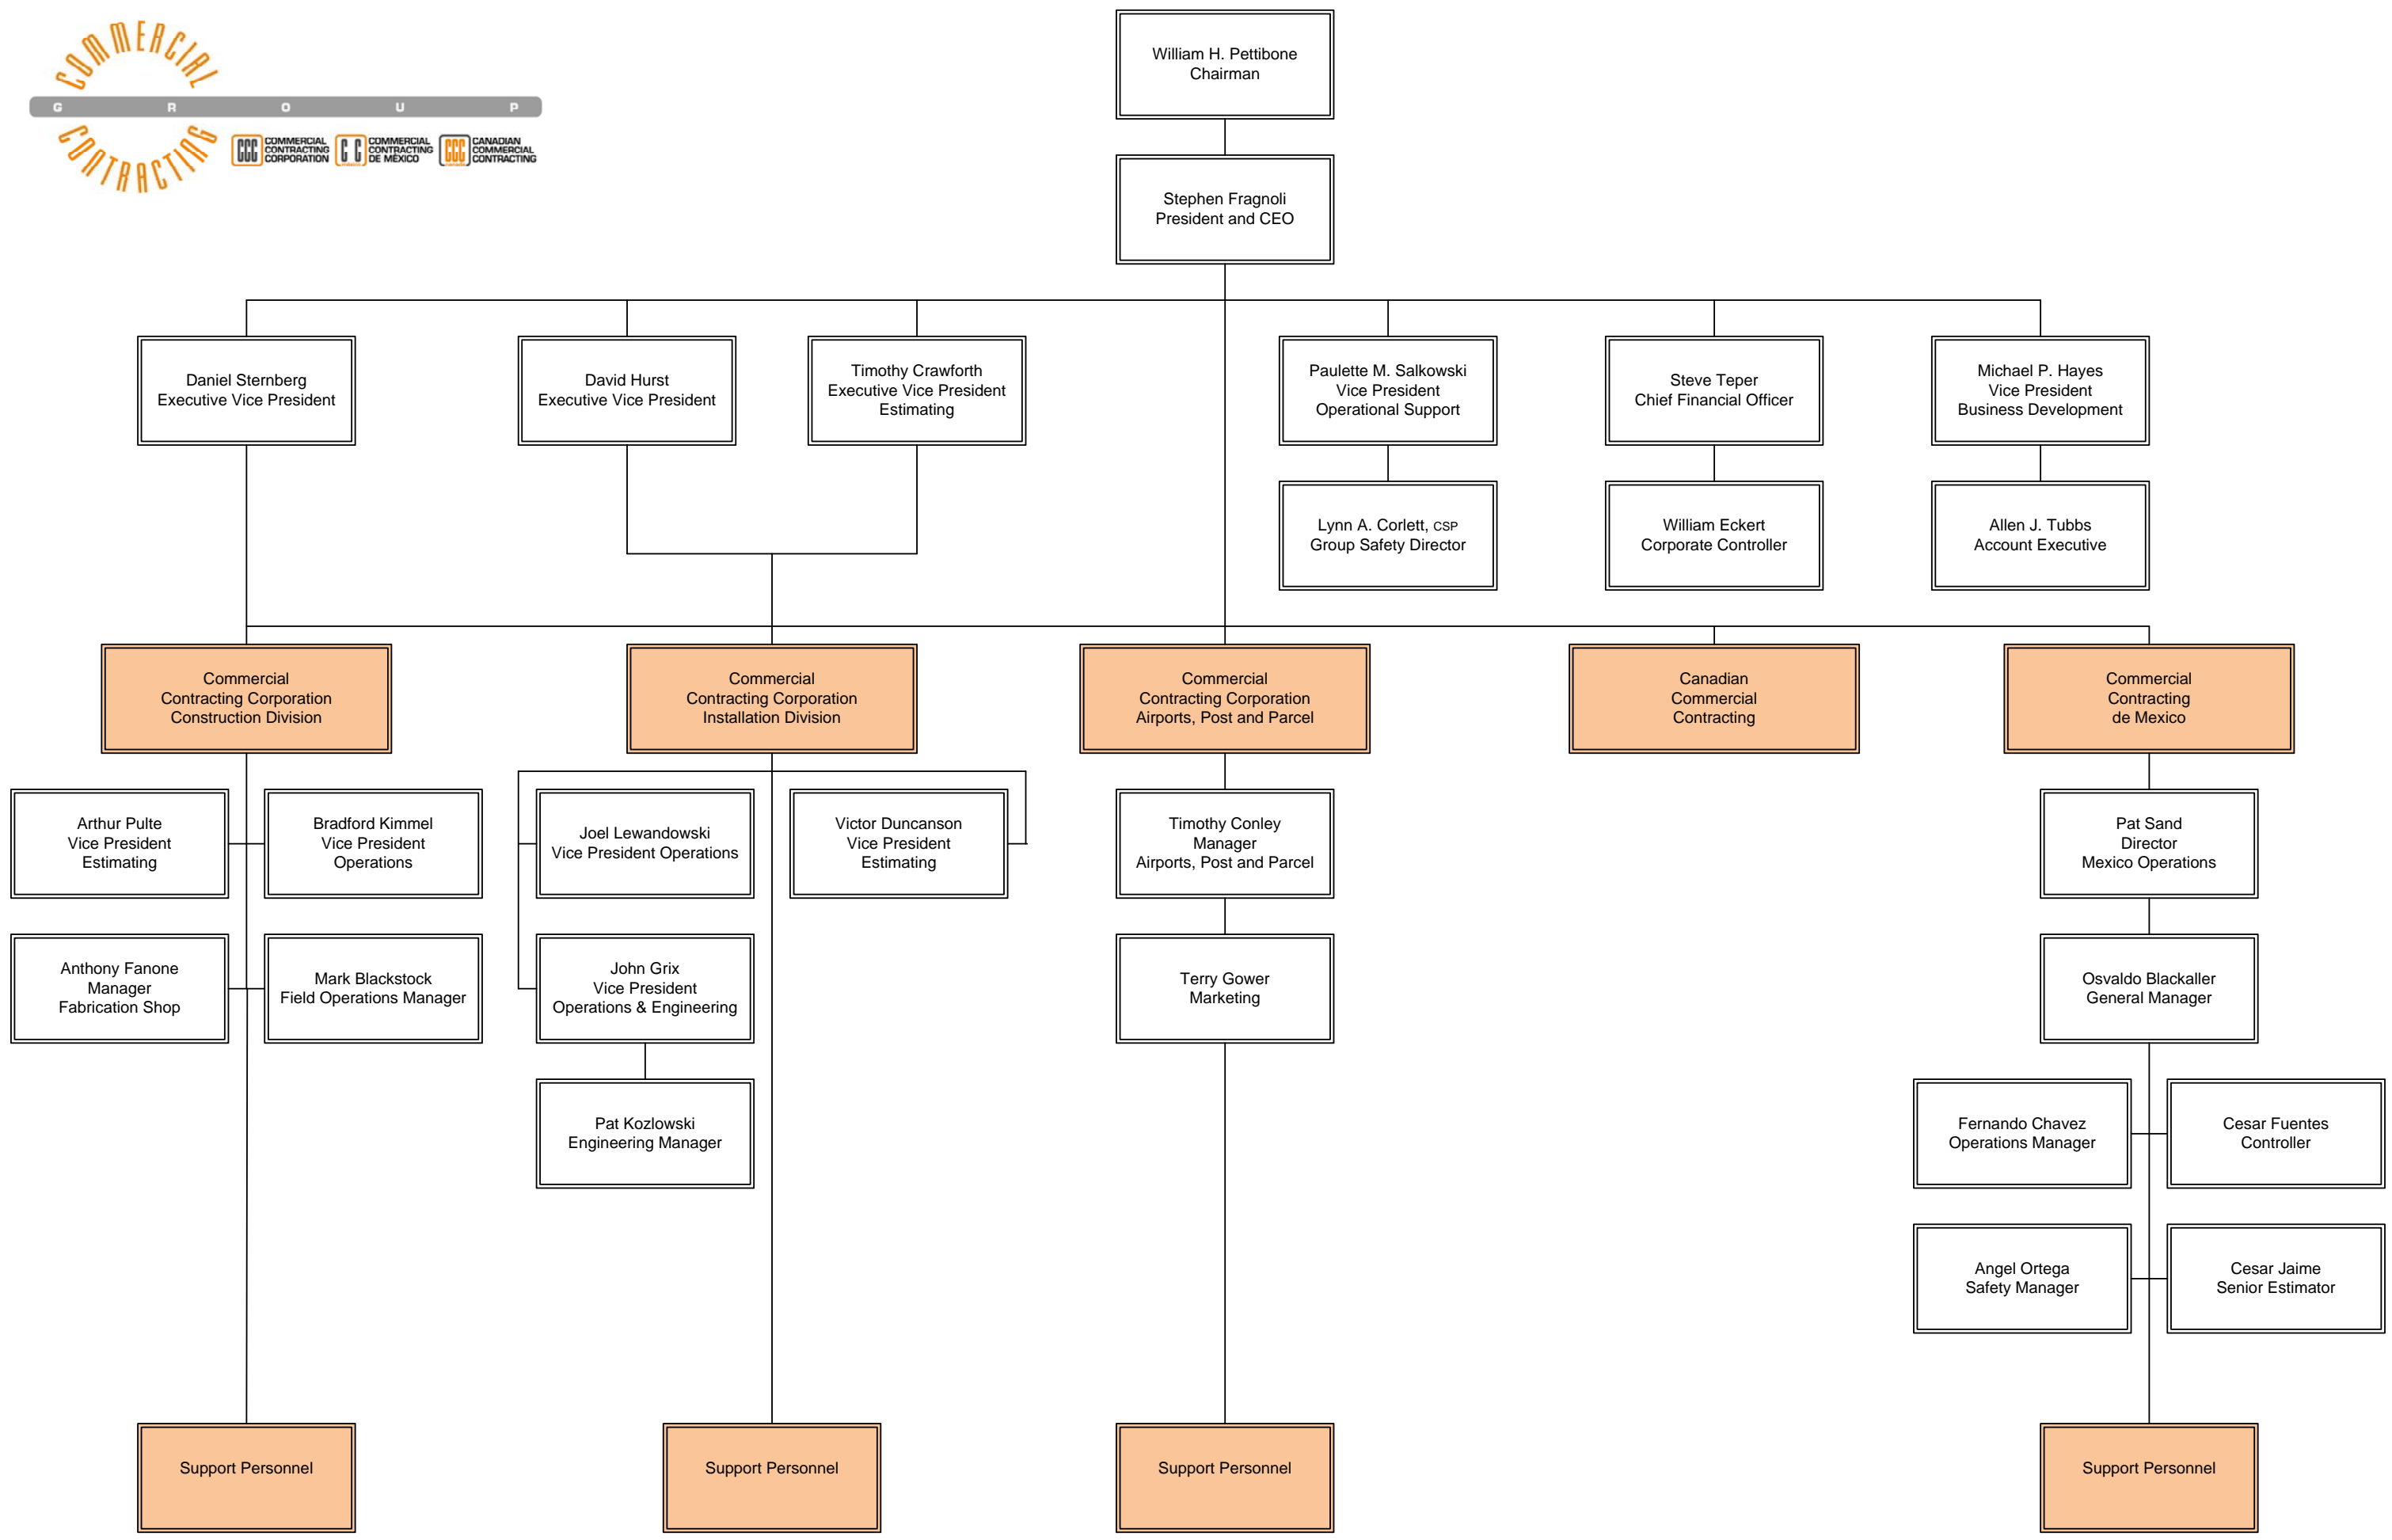 COMMERCIAL
GROUP
CONTRACTING
CCC
COMMERCIAL
CONTRACTING
CORPORATION
COMMERCIAL
CONTRACTING
DE MÉXICO
CCC
CANADIAN
COMMERCIAL
CONTRACTING
William H. Pettibone
Chairman
Stephen Fragnoli
President and CEO
Daniel Sternberg
Executive Vice President
David Hurst
Executive Vice President
Timothy Crawforth
Executive Vice President
Estimating
Paulette M. Salkowski
Vice President
Operational Support
Steve Teper
Chief Financial Officer
Michael P. Hayes
Vice President
Business Development
Lynn A. Corlett, CSP
Group Safety Director
William Eckert
Corporate Controller
Allen J. Tubbs
Account Executive
Commercial
Contracting Corporation
Construction Division
Commercial
Contracting Corporation
Installation Division
Commercial
Contracting Corporation
Airports, Post and Parcel
Canadian
Commercial
Contracting
Commercial
Contracting
de Mexico
Arthur Pulte
Vice President
Estimating
Bradford Kimmel
Vice President
Operations
Joel Lewandowski
Vice President Operations
Victor Duncanson
Vice President
Estimating
Timothy Conley
Manager
Airports, Post and Parcel
Pat Sand
Director
Mexico Operations
Anthony Fanone
Manager
Fabrication Shop
Mark Blackstock
Field Operations Manager
John Grix
Vice President
Operations & Engineering
Terry Gower
Marketing
Osvaldo Blackaller
General Manager
Pat Kozlowski
Engineering Manager
Fernando Chavez
Operations Manager
Cesar Fuentes
Controller
Angel Ortega
Safety Manager
Cesar Jaime
Senior Estimator
Support Personnel
Support Personnel
Support Personnel
Support Personnel